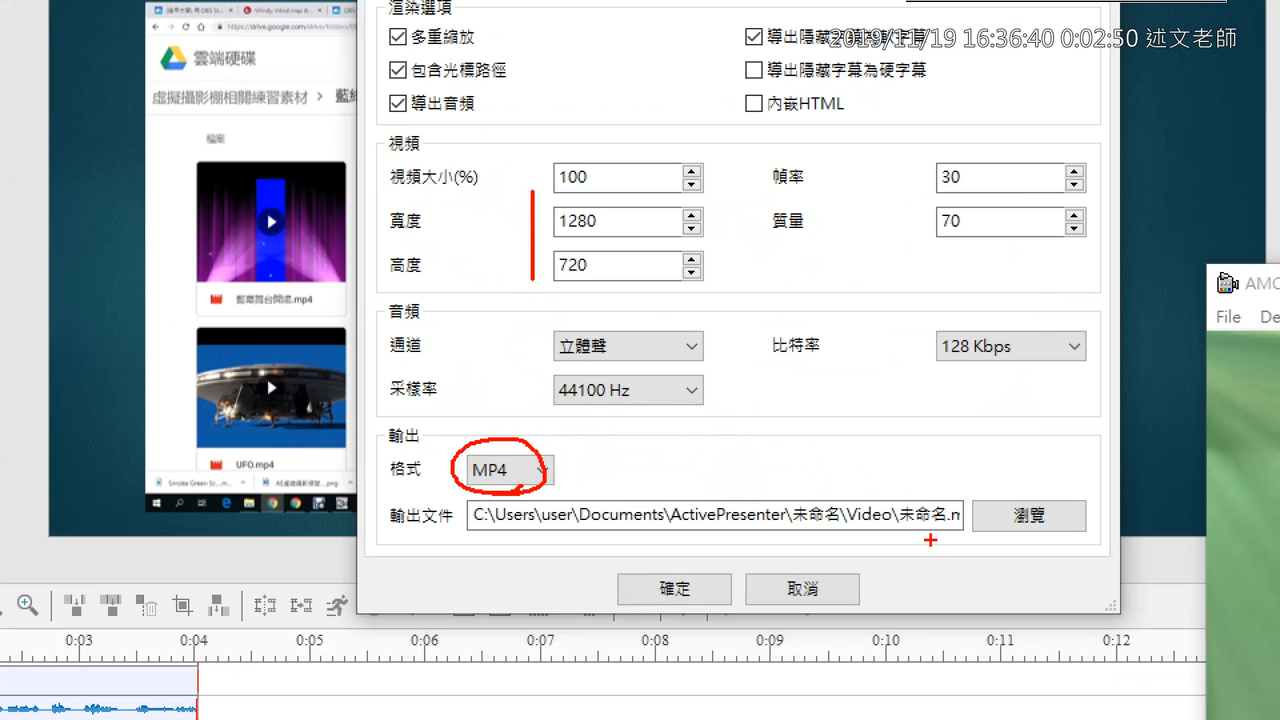 渲染選項
2019/11/19 16:36:40 0:02:50 述文老師
多重縮放
包含光標路徑
導出隱藏字幕為硬字幕
導出音頻
內嵌HTML
https://drive.google.com/drive/folders/
雲端硬碟
虛擬攝影棚相關練習素材 >
檔案
藍幕舞台開場.mp4
UFO.mp4
視頻
視頻大小(%) 100 幀率 30
寬度 1280 質量 70
高度 720
音頻
通道 立體聲 比特率 128 Kbps
采樣率 44100 Hz
輸出
格式 MP4
輸出文件 C:\Users\user\Documents\ActivePresenter\未命名\Video\未命名.m 瀏覽
確定 取消
File
0:03 0:04 0:05 0:06 0:07 0:08 0:09 0:10 0:11 0:12